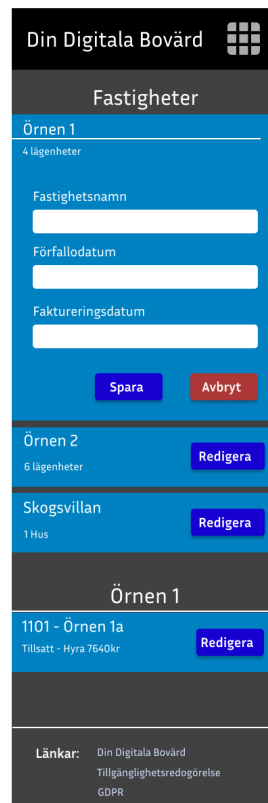 Din Digitala Bovärd
Fastigheter
Örnen 1
4 lägenheter
Fastighetsnamn
Förfallodatum
Faktureringsdatum
Spara Avbryt
Örnen 2
6 lägenheter
Redigera
Skogsvillan
1 Hus
Redigera
Örnen 1
1101 - Örnen 1a
Tillsatt - Hyra 7640kr
Redigera
Länkar: Din Digitala Bovärd
Tillgänglighetsredogörelse
GDPR